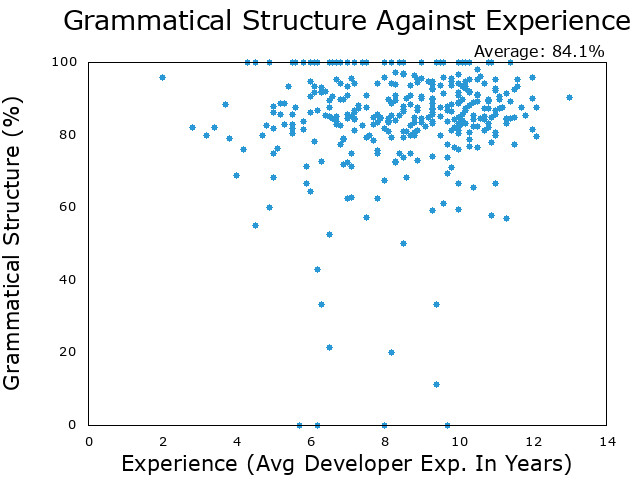 Grammatical Structure Against Experience
Average: 84.1%
Grammatical Structure (%)
100
80
60
40
20
0
0 2 4 6 8 10 12 14
Experience (Avg Developer Exp. In Years)